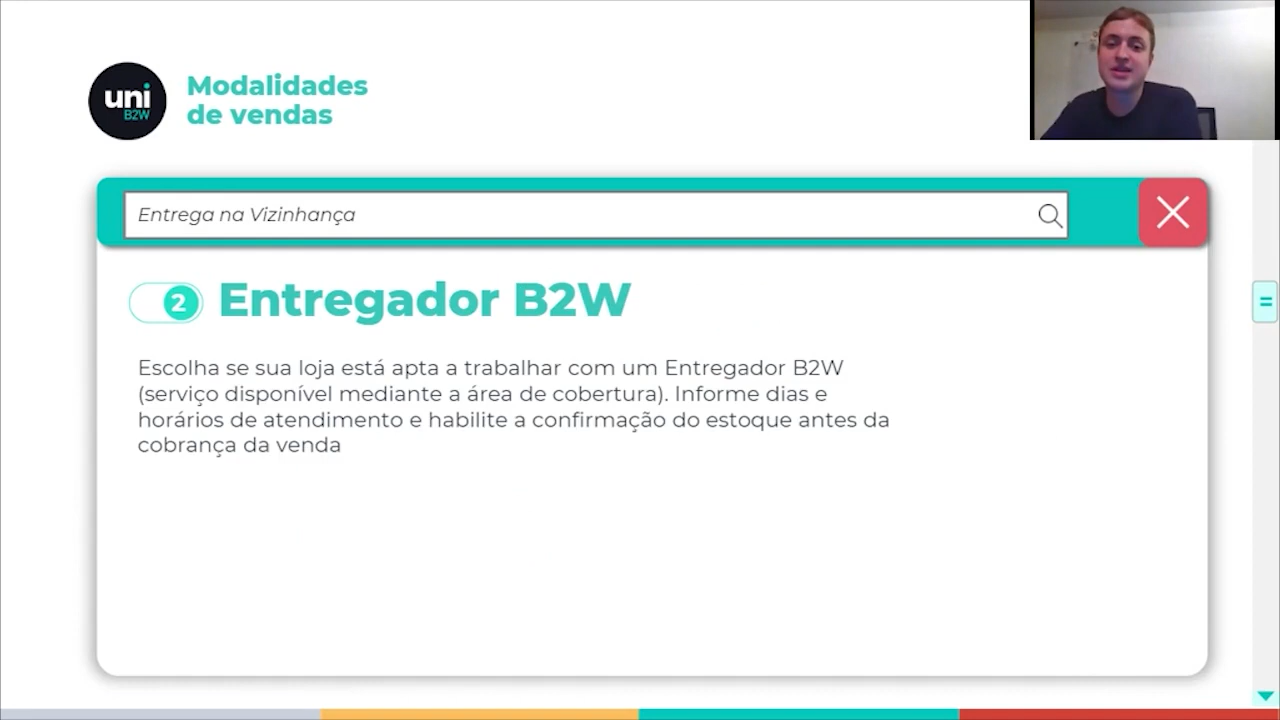 uni
B2W
Modalidades
de vendas
Entrega na Vizinhança
2 Entregador B2W
Escolha se sua loja está apta a trabalhar com um Entregador B2W
(serviço disponível mediante a área de cobertura). Informe dias e
horários de atendimento e habilite a confirmação do estoque antes da
cobrança da venda